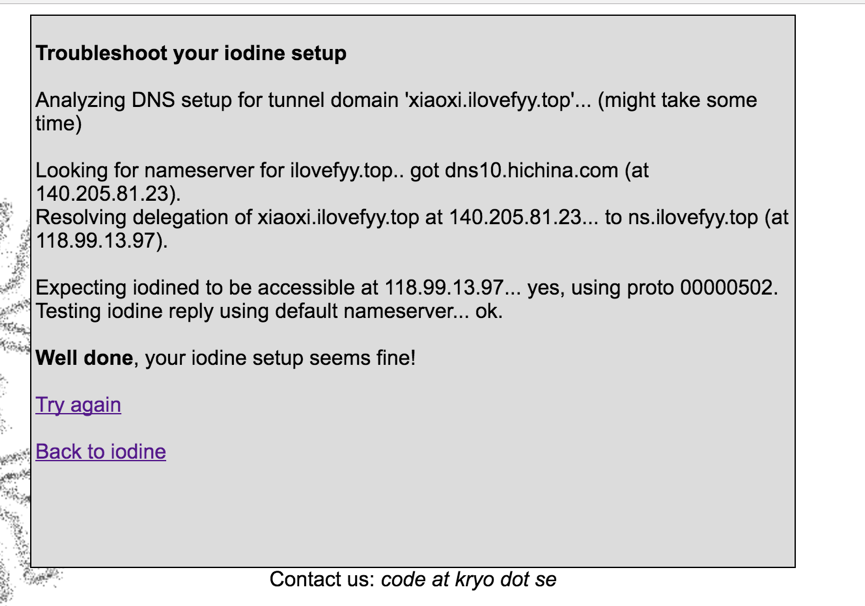 Troubleshoot your iodine setup
Analyzing DNS setup for tunnel domain 'xiaoxi.ilovefyy.top'... (might take some
time)
Looking for nameserver for ilovefyy.top.. got dns10.hichina.com (at
140.205.81.23).
Resolving delegation of xiaoxi.ilovefyy.top at 140.205.81.23... to ns.ilovefyy.top (at
118.99.13.97).
Expecting iodined to be accessible at 118.99.13.97... yes, using proto 00000502.
Testing iodine reply using default nameserver... ok.
Well done, your iodine setup seems fine!
Try again
Back to iodine
Contact us: code at kryo dot se